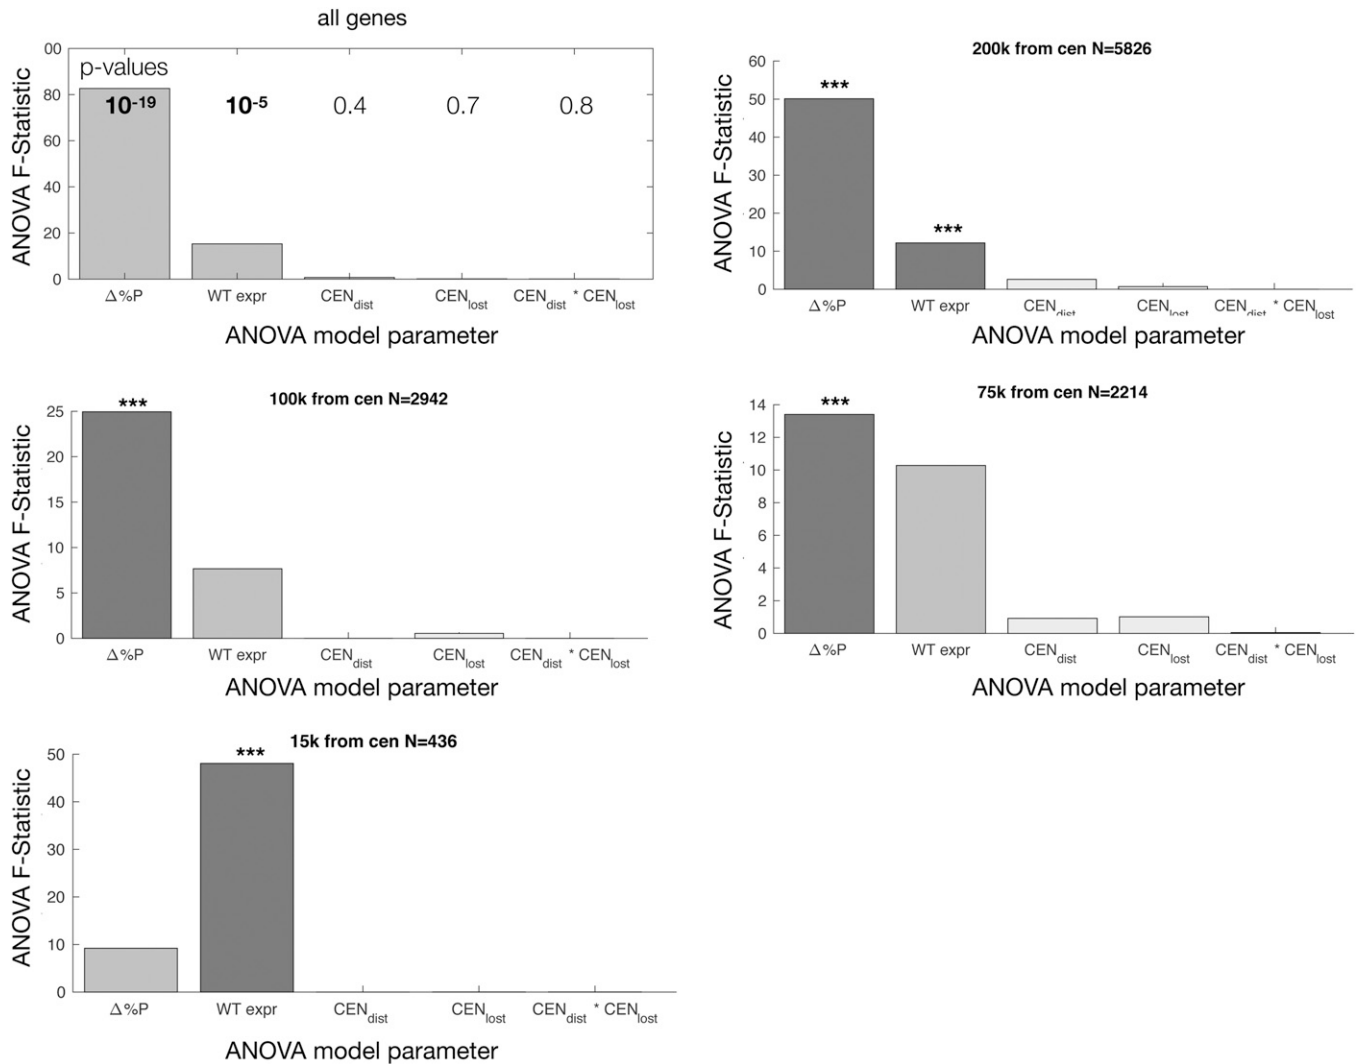 all genes
ANOVA F-Statistic
00
80
60
40
20
0
p-values
10-19 10-5 0.4 0.7 0.8
Δ%P WT expr CENdist CENlost CENdist * CENlost
ANOVA model parameter
200k from cen N=5826
ANOVA F-Statistic
60
50
40
30
20
10
0
***
***
Δ%P WT expr CENdist CENlost CENdist * CENlost
ANOVA model parameter
100k from cen N=2942
ANOVA F-Statistic
25
20
15
10
5
0
***
Δ%P WT expr CENdist CENlost CENdist * CENlost
ANOVA model parameter
75k from cen N=2214
ANOVA F-Statistic
14
12
10
8
6
4
2
0
***
Δ%P WT expr CENdist CENlost CENdist * CENlost
ANOVA model parameter
15k from cen N=436
ANOVA F-Statistic
50
40
30
20
10
0
***
Δ%P WT expr CENdist CENlost CENdist * CENlost
ANOVA model parameter